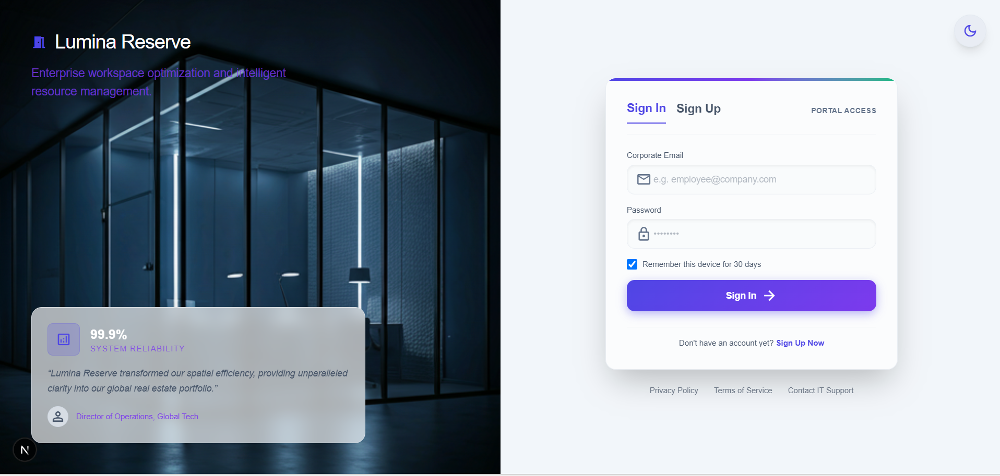 Lumina Reserve
Enterprise workspace optimization and intelligent
resource management.
99.9%
SYSTEM RELIABILITY
“Lumina Reserve transformed our spatial efficiency, providing unparalleled
clarity into our global real estate portfolio.”
Director of Operations, Global Tech
N
Sign In
Sign Up
PORTAL ACCESS
Corporate Email
e.g. employee@company.com
Password
••••••••
Remember this device for 30 days
Sign In
Don't have an account yet? Sign Up Now
Privacy Policy
Terms of Service
Contact IT Support